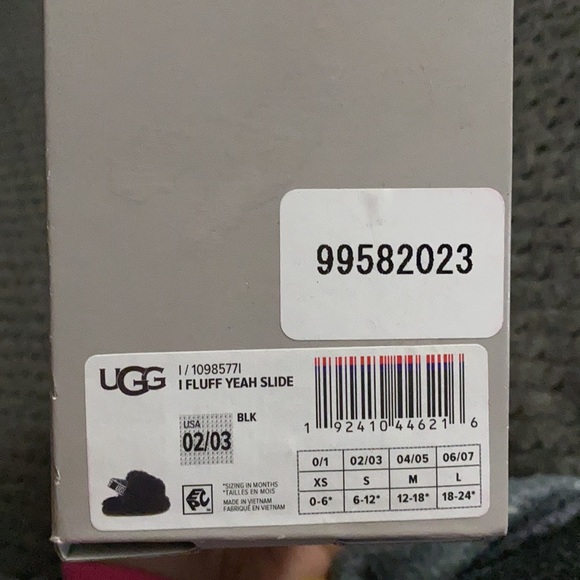 99582023
UGG
I / 1098577I
I FLUFF YEAH SLIDE
BLK
USA
02/03
1 92410 44621 6
0/1 02/03 04/05 06/07
XS S M L
0-6* 6-12* 12-18* 18-24*
*SIZING IN MONTHS
*TAILLES EN MOIS
MADE IN VIETNAM
FABRIQUÉ EN VIETNAM